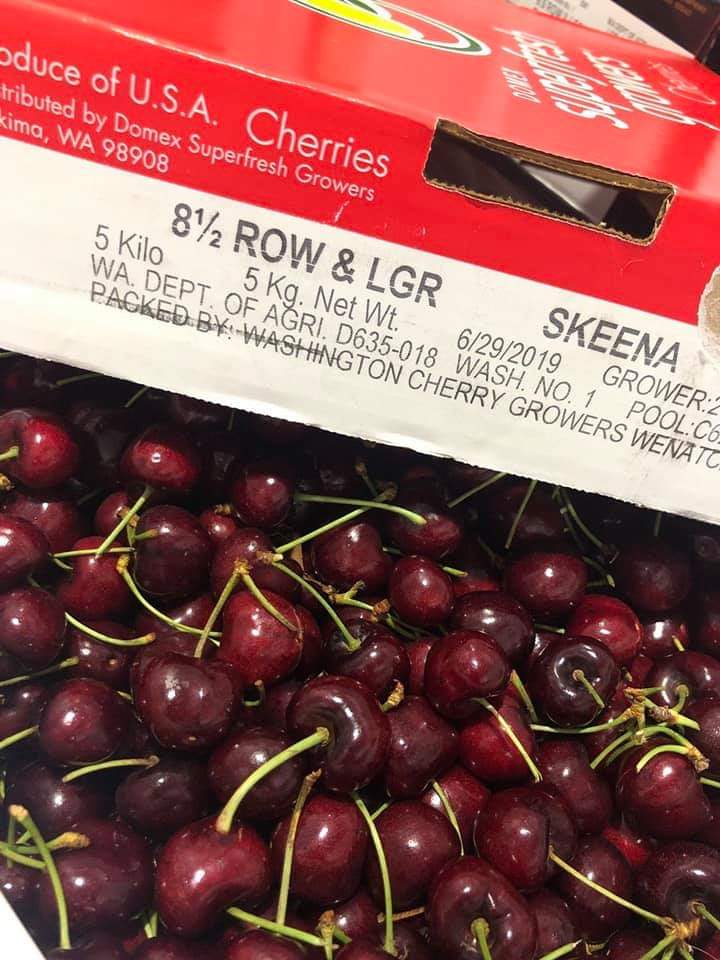 oduce of U.S.A. Cherries
tributed by Domex Superfresh Growers
kima, WA 98908
superfresh
growers
8½ ROW & LGR
SKEENA
5 Kilo 5 Kg. Net Wt. 6/29/2019 GROWER:2
WA. DEPT. OF AGRI. D635-018 WASH. NO. 1 POOL:C6
PACKED BY: WASHINGTON CHERRY GROWERS WENATC